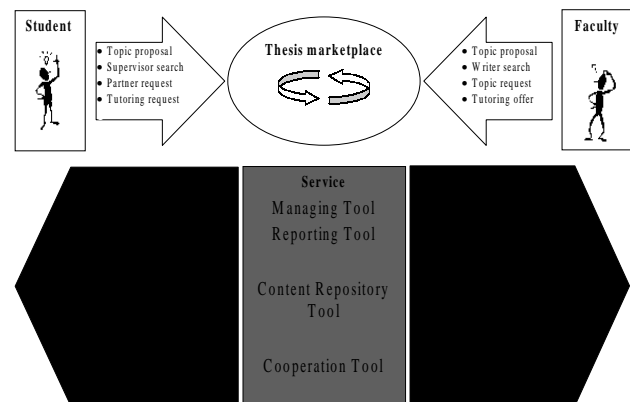 Student
• Topic proposal
• Supervisor search
• Partner request
• Tutoring request
Thesis marketplace
• Topic proposal
• Writer search
• Topic request
• Tutoring offer
Faculty
Service
Managing Tool
Reporting Tool
Content Repository
Tool
Cooperation Tool